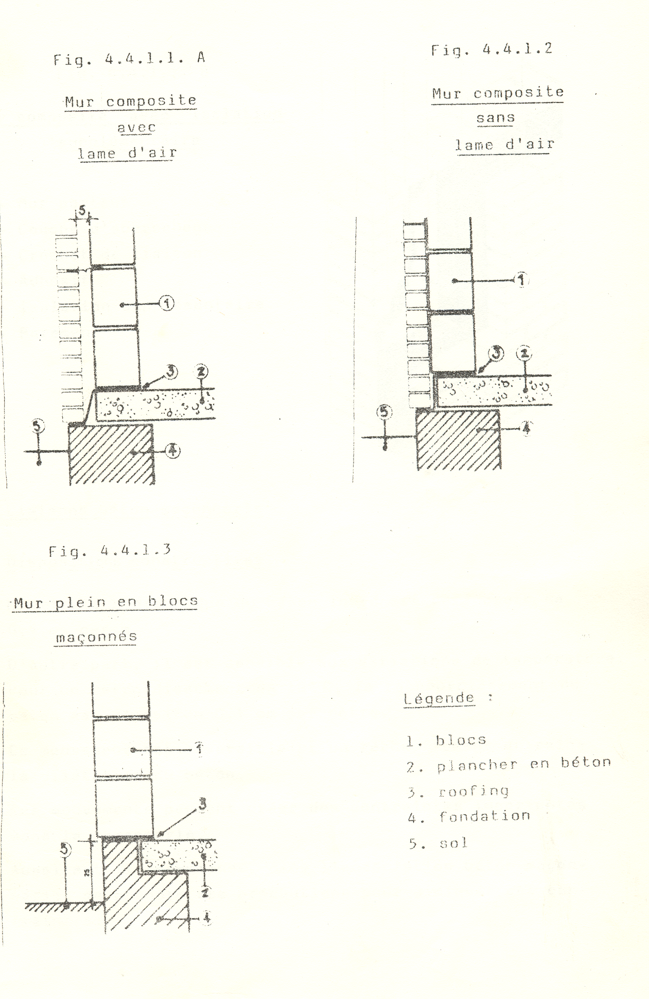 Fig. 4.4.1.1. A
Mur composite
avec
lame d'air
5
1
3
2
5
4
Fig. 4.4.1.2
Mur composite
sans
lame d'air
1
3
2
5
4
Fig. 4.4.1.3
Mur plein en blocs
maçonnés
1
3
5
25
2
4
Légende :
1. blocs
2. plancher en béton
3. roofing
4. fondation
5. sol